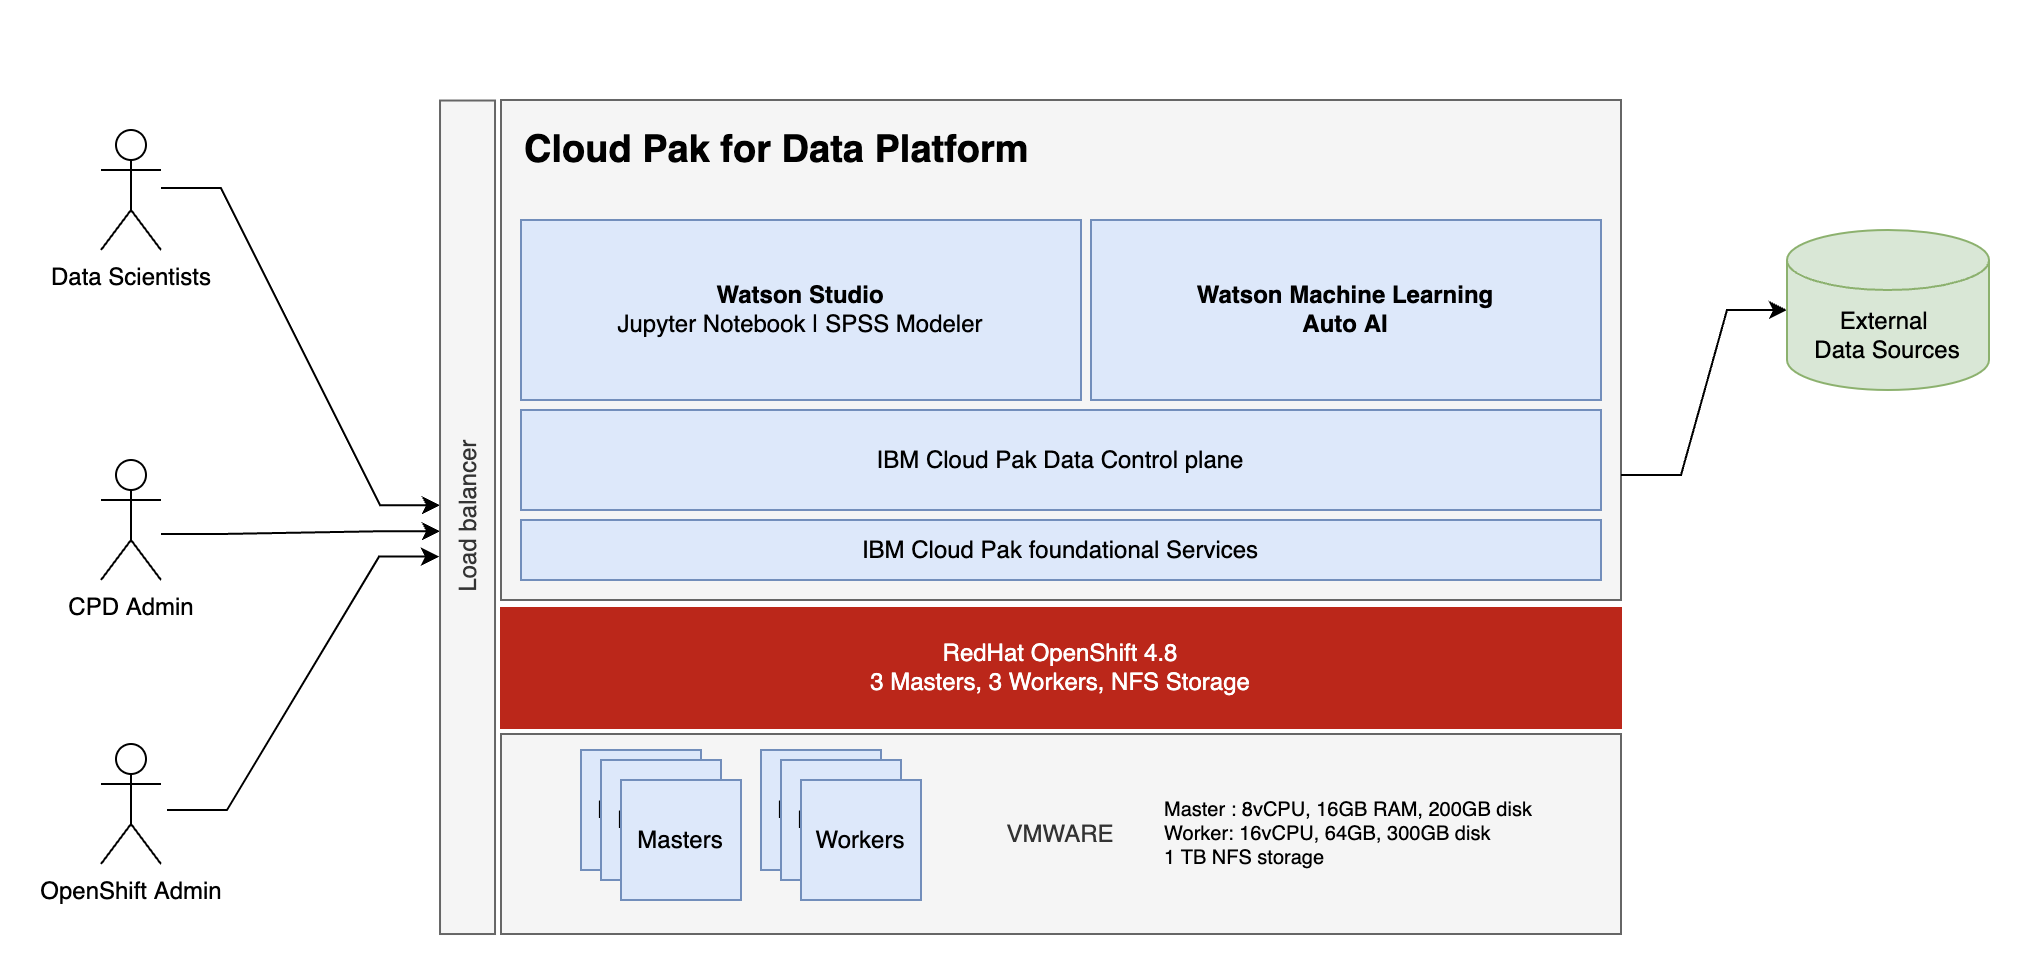 Cloud Pak for Data Platform
Data Scientists
CPD Admin
OpenShift Admin
Load balancer
Watson Studio
Jupyter Notebook | SPSS Modeler
Watson Machine Learning
Auto AI
IBM Cloud Pak Data Control plane
IBM Cloud Pak foundational Services
External
Data Sources
RedHat OpenShift 4.8
3 Masters, 3 Workers, NFS Storage
Masters
Workers
VMWARE
Master : 8vCPU, 16GB RAM, 200GB disk
Worker: 16vCPU, 64GB, 300GB disk
1 TB NFS storage